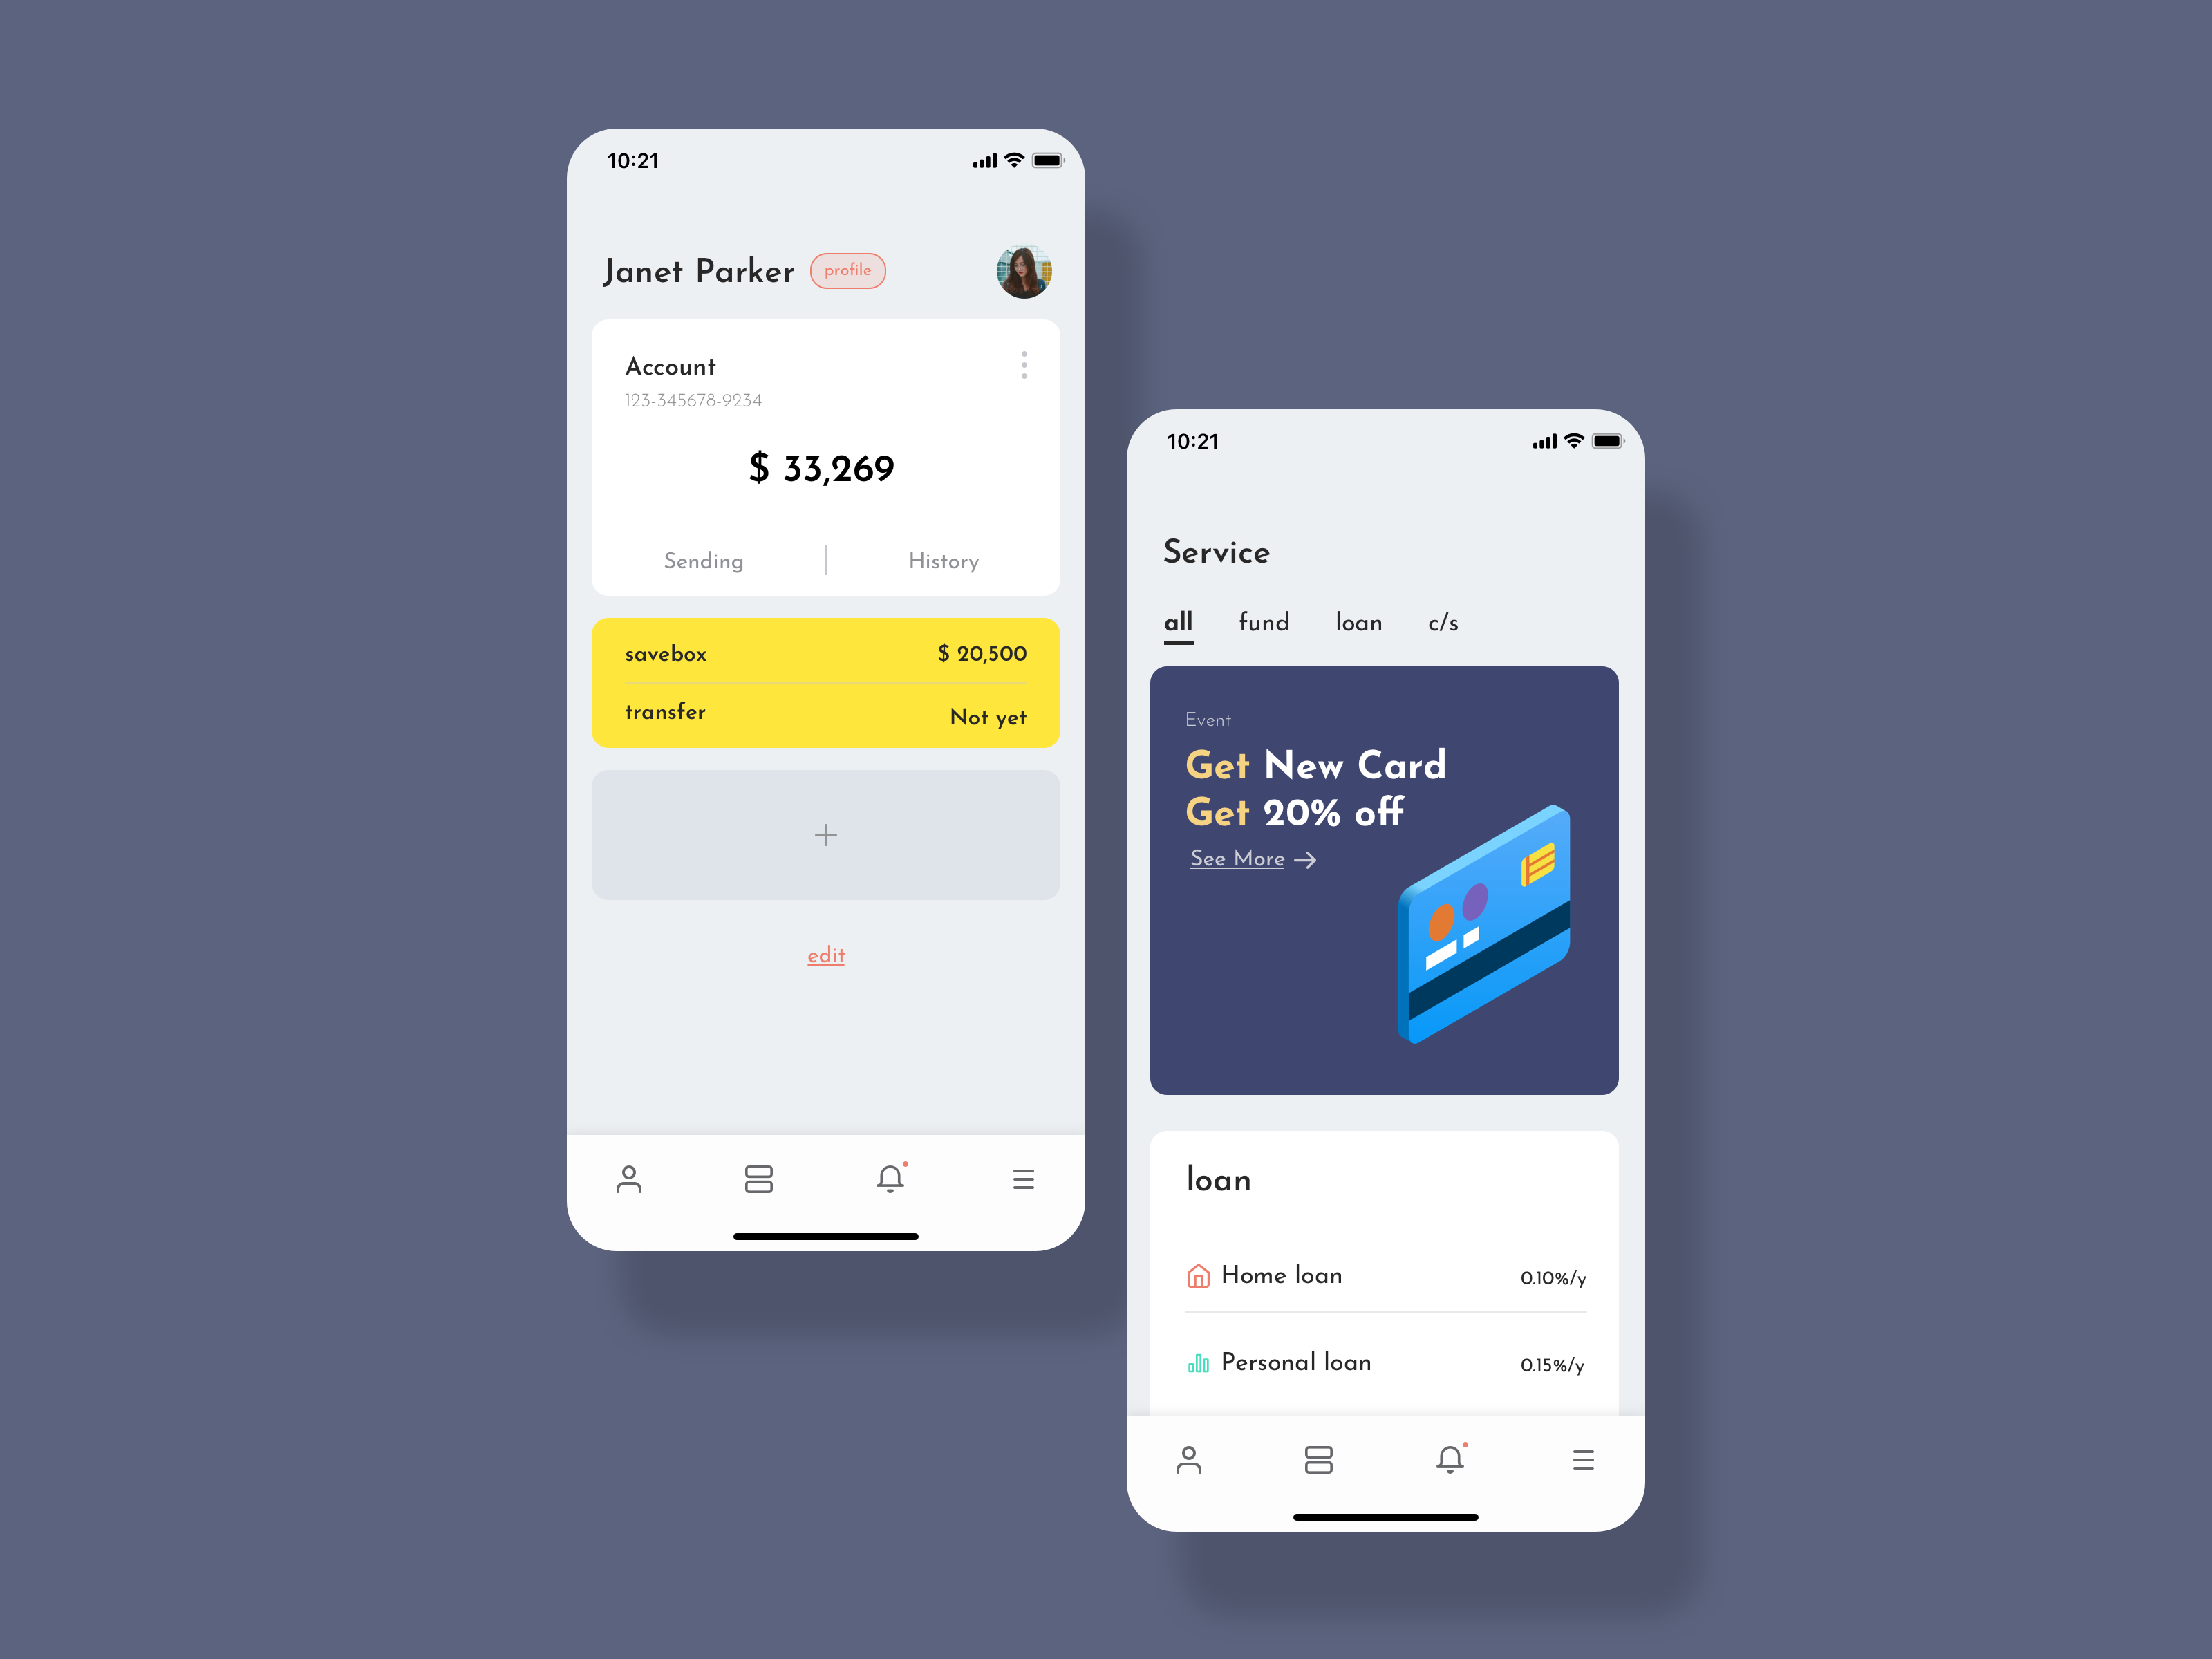 10:21
Janet Parker profile
Account
123-345678-9234
$ 33,269
Sending History
savebox $ 20,500
transfer Not yet
+
edit
10:21
Service
all fund loan c/s
Event
Get New Card
Get 20% off
See More →
loan
Home loan 0.10%/y
Personal loan 0.15%/y